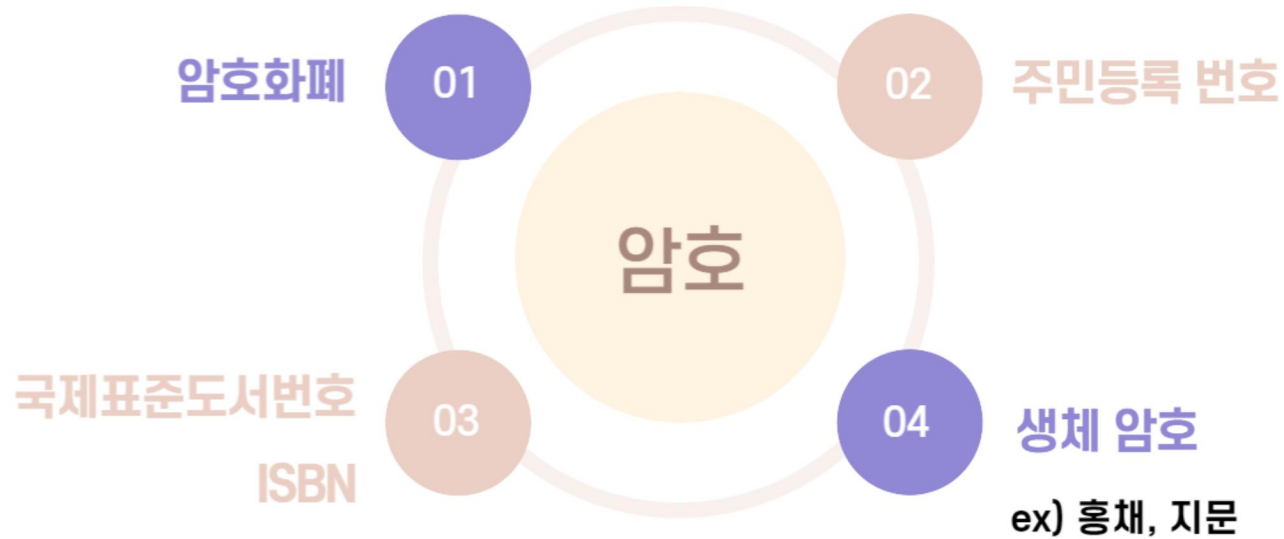 암호화폐
01
02
주민등록 번호
암호
국제표준도서번호
ISBN
03
04
생체 암호
ex) 홍채, 지문